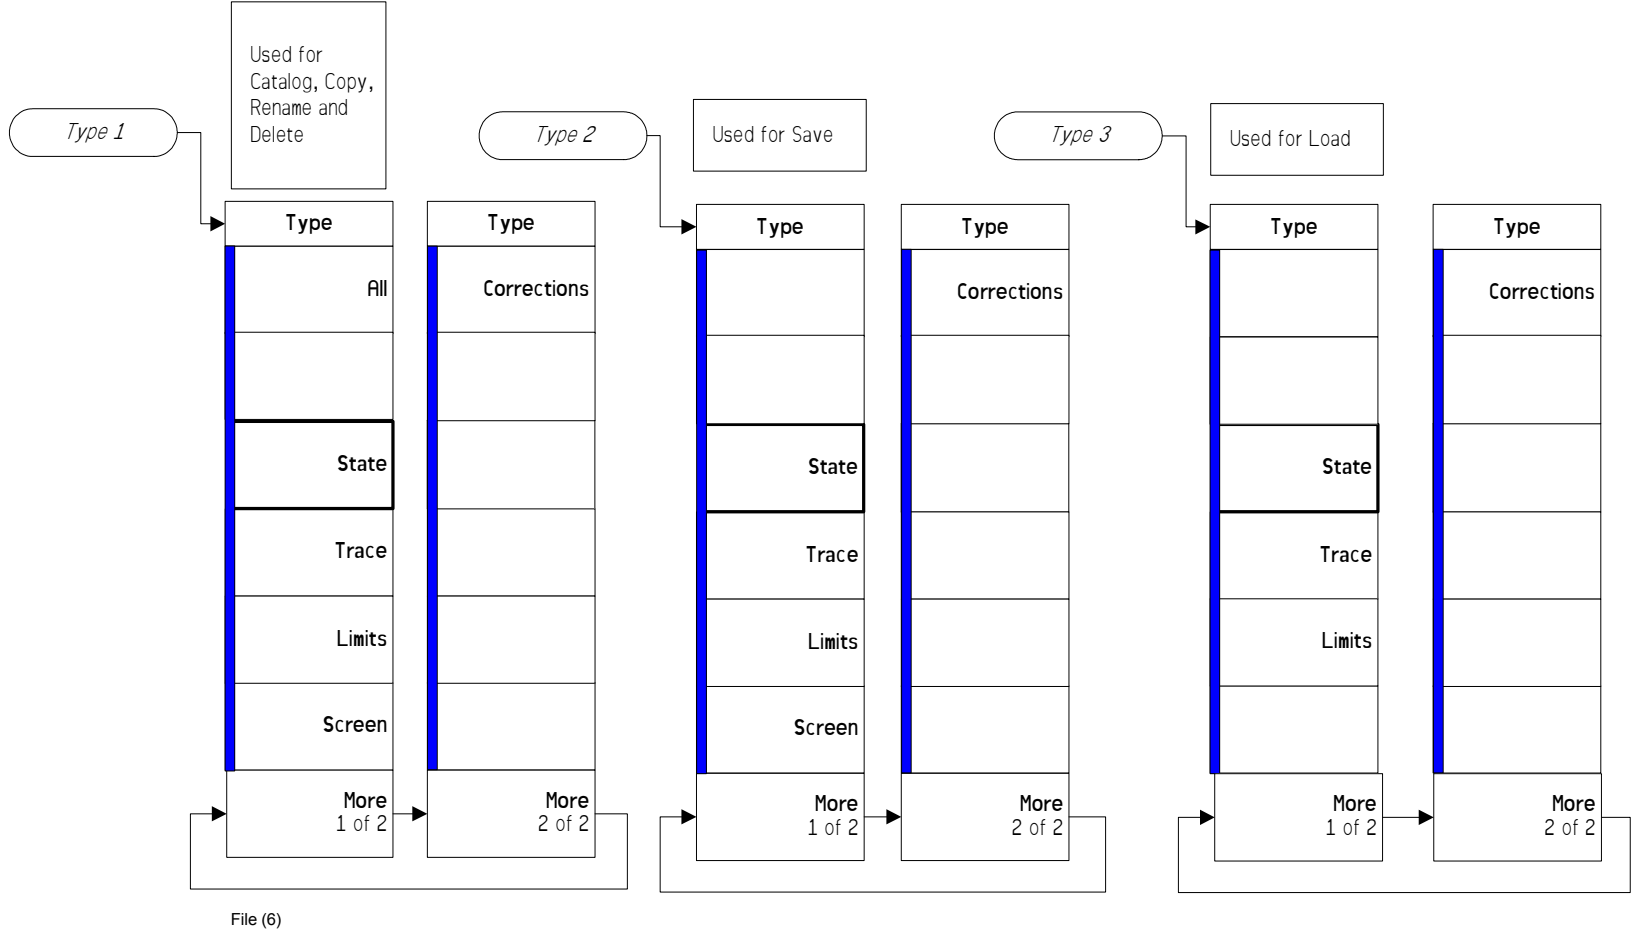 Used for
Catalog, Copy,
Rename and
Delete
Type 1
Type
All
State
Trace
Limits
Screen
More
1 of 2
Type
Corrections
More
2 of 2
Type 2
Used for Save
Type
State
Trace
Limits
Screen
More
1 of 2
Type
Corrections
More
2 of 2
Type 3
Used for Load
Type
State
Trace
Limits
More
1 of 2
Type
Corrections
More
2 of 2
File (6)